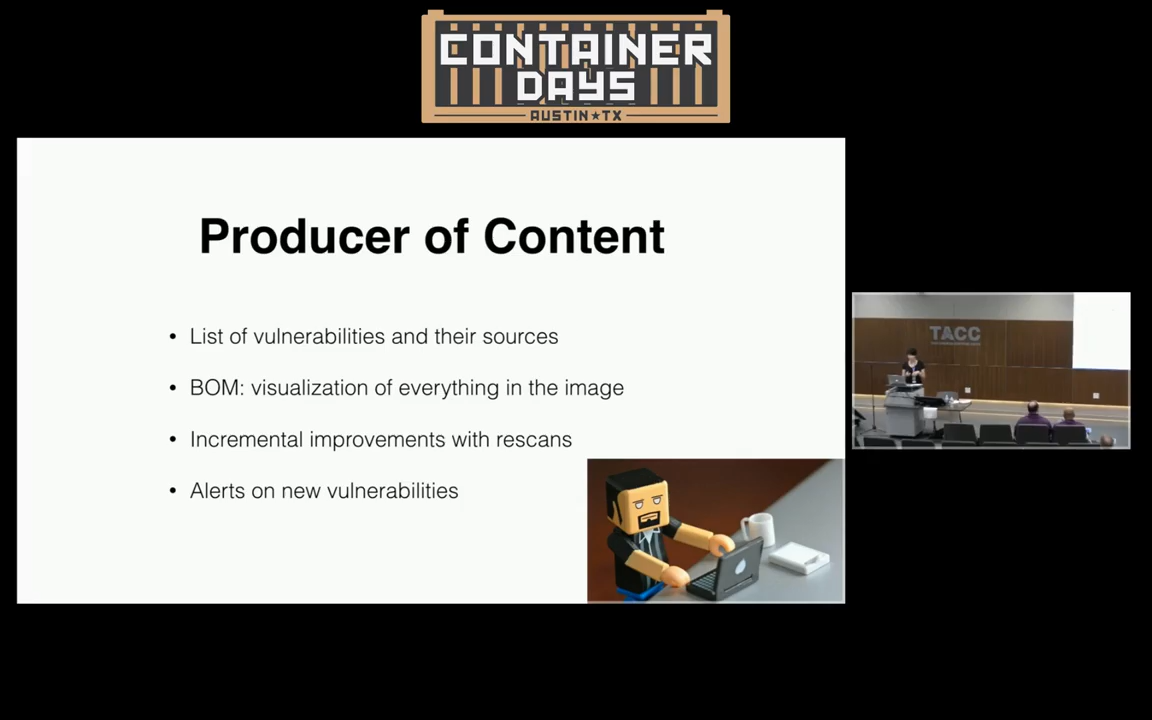 CONTAINER
DAYS
AUSTIN★TX
Producer of Content
• List of vulnerabilities and their sources
• BOM: visualization of everything in the image
• Incremental improvements with rescans
• Alerts on new vulnerabilities
TACC